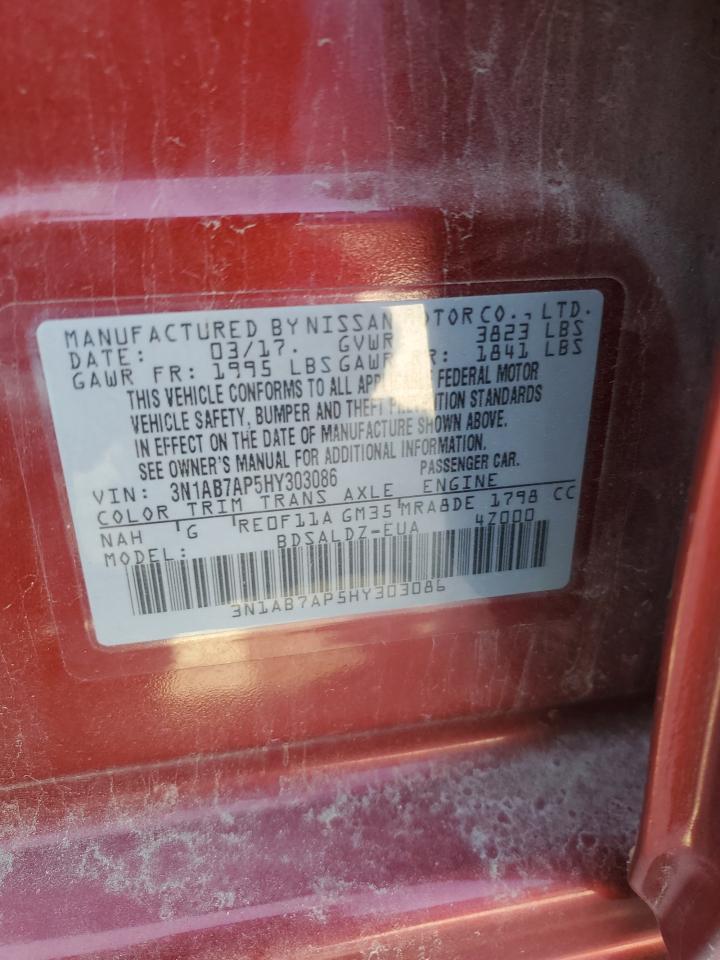 MANUFACTURED BY NISSAN MOTOR CO., LTD.
DATE: 03/17. GVWR 3823 LBS
GAWR FR: 1995 LBS GAWR RR: 1841 LBS
THIS VEHICLE CONFORMS TO ALL APPLICABLE FEDERAL MOTOR
VEHICLE SAFETY, BUMPER AND THEFT PREVENTION STANDARDS
IN EFFECT ON THE DATE OF MANUFACTURE SHOWN ABOVE.
SEE OWNER'S MANUAL FOR ADDITIONAL INFORMATION.
VIN: 3N1AB7AP5HY303086 PASSENGER CAR.
COLOR TRIM TRANS AXLE ENGINE
NAH G RE0F11A GM35 MRA8DE 1798 CC
MODEL: BDSALDZ-EUA 4Z000
3N1AB7AP5HY303086